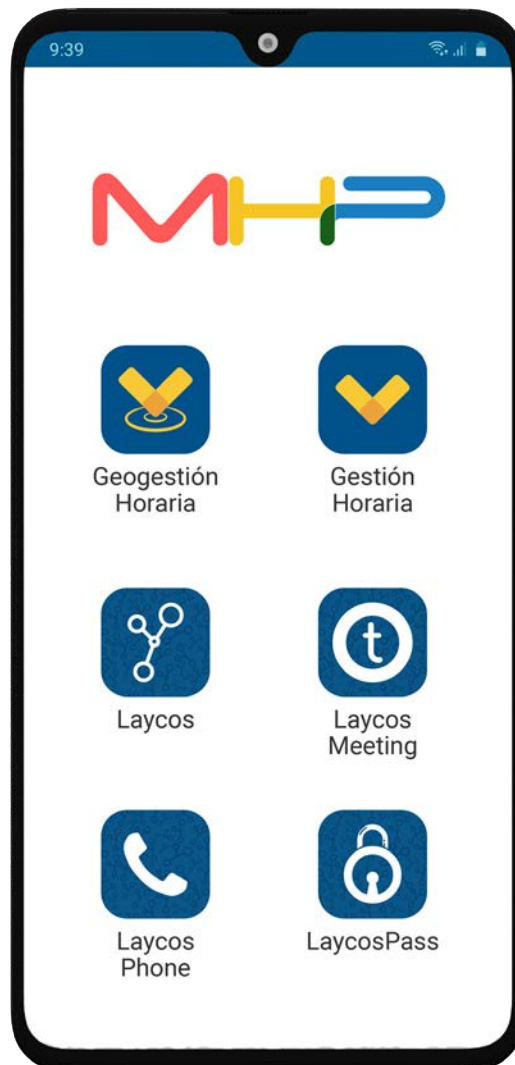 9:39
MHP
Geogestión
Horaria
Gestión
Horaria
Laycos
t
Laycos
Meeting
Laycos
Phone
LaycosPass